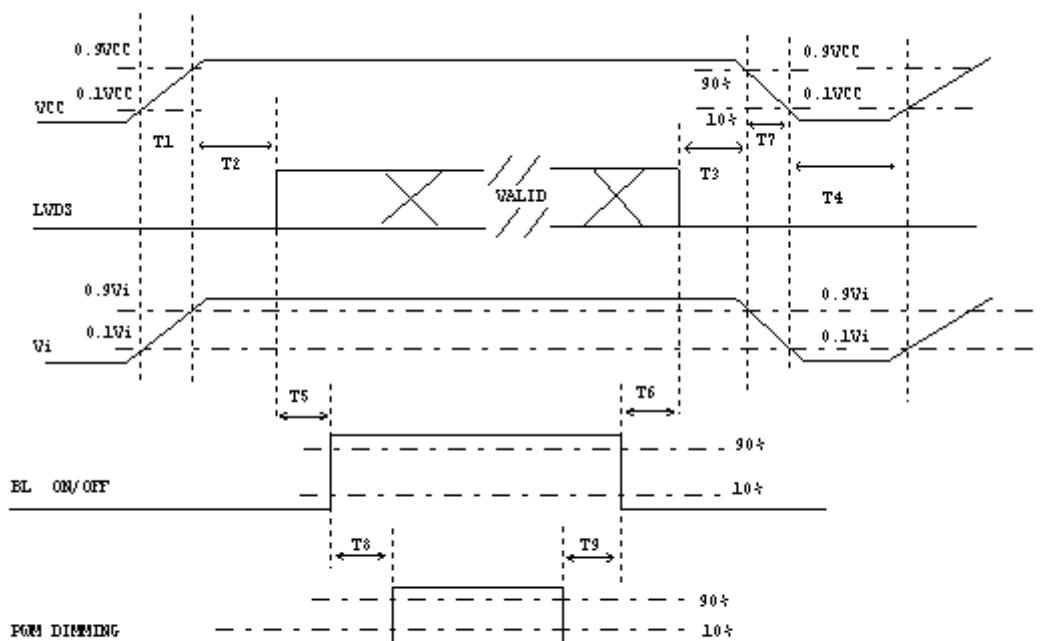 0.9VCC
0.9VCC
90%
0.1VCC
0.1VCC
VCC
10%
T1
T2
T3
T7
T4
VALID
LVDS
0.9Vi
0.9Vi
0.1Vi
0.1Vi
Vi
T5
T6
90%
BL ON/OFF
10%
T8
T9
90%
PWM DIMMING
10%